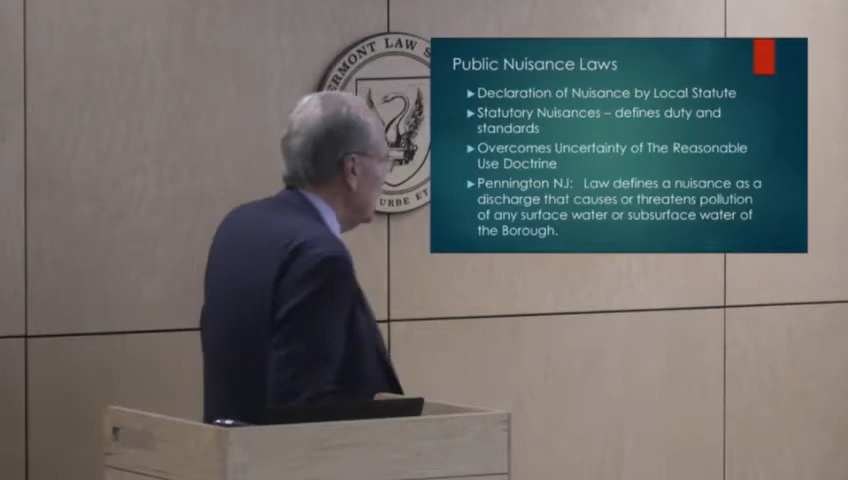 VERMONT LAW S
URBE ET
Public Nuisance Laws
Declaration of Nuisance by Local Statute
Statutory Nuisances – defines duty and
standards
Overcomes Uncertainty of The Reasonable
Use Doctrine
Pennington NJ: Law defines a nuisance as a
discharge that causes or threatens pollution
of any surface water or subsurface water of
the Borough.